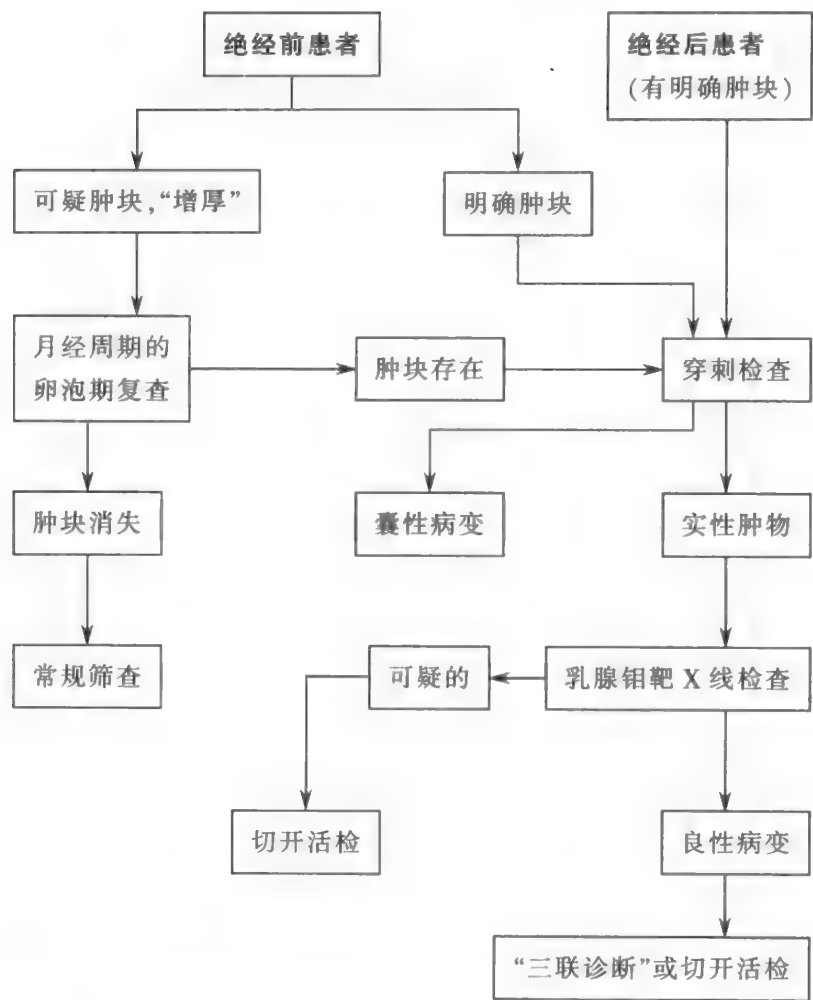 绝经前患者
绝经后患者
(有明确肿块)
可疑肿块,“增厚”
明确肿块
月经周期的
卵泡期复查
肿块存在
穿刺检查
肿块消失
囊性病变
实性肿物
常规筛查
可疑的
乳腺钼靶 X 线检查
切开活检
良性病变
“三联诊断”或切开活检